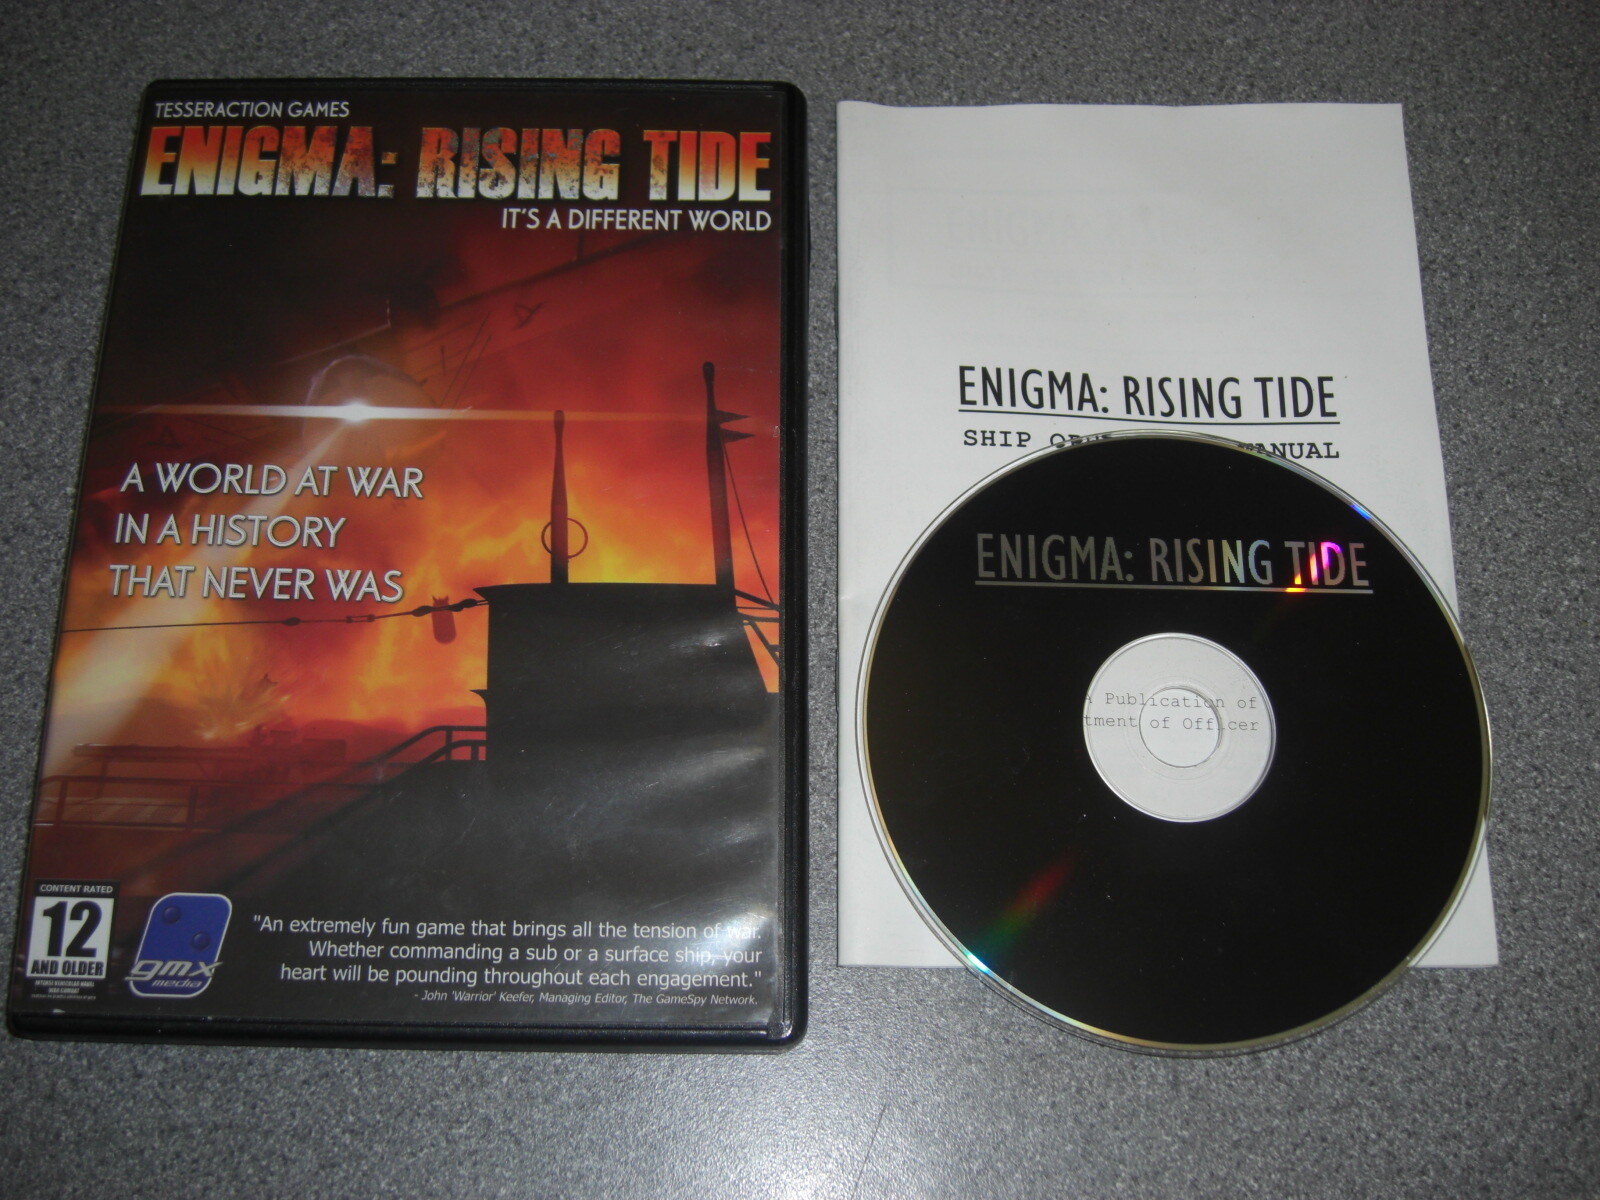 TESSERACTION GAMES
ENIGMA: RISING TIDE
IT'S A DIFFERENT WORLD
A WORLD AT WAR
IN A HISTORY
THAT NEVER WAS
CONTENT RATED
12
AND OLDER
gmx
media
"An extremely fun game that brings all the tension of war.
Whether commanding a sub or a surface ship, your
heart will be pounding throughout each engagement."
- John 'Warrior' Keefer, Managing Editor, The GameSpy Network.
ENIGMA: RISING TIDE
SHIP MANUAL
ENIGMA: RISING TIDE
A Publication of
tment of Officer